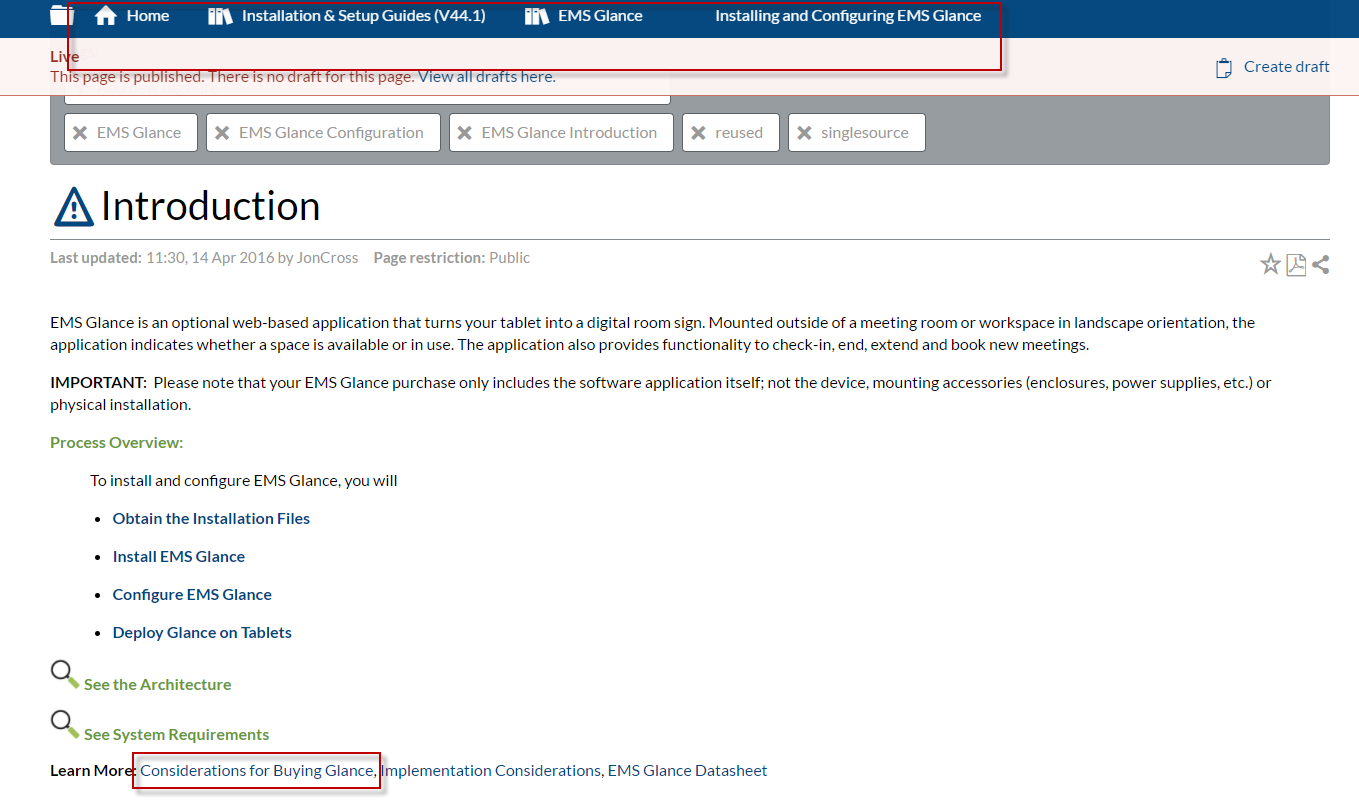 Home Installation & Setup Guides (V44.1) EMS Glance Installing and Configuring EMS Glance
Live
This page is published. There is no draft for this page. View all drafts here.
Create draft
EMS Glance EMS Glance Configuration EMS Glance Introduction reused singlesource
Introduction
Last updated: 11:30, 14 Apr 2016 by JonCross Page restriction: Public
EMS Glance is an optional web-based application that turns your tablet into a digital room sign. Mounted outside of a meeting room or workspace in landscape orientation, the
application indicates whether a space is available or in use. The application also provides functionality to check-in, end, extend and book new meetings.
IMPORTANT: Please note that your EMS Glance purchase only includes the software application itself; not the device, mounting accessories (enclosures, power supplies, etc.) or
physical installation.
Process Overview:
To install and configure EMS Glance, you will
• Obtain the Installation Files
• Install EMS Glance
• Configure EMS Glance
• Deploy Glance on Tablets
See the Architecture
See System Requirements
Learn More: Considerations for Buying Glance, Implementation Considerations, EMS Glance Datasheet